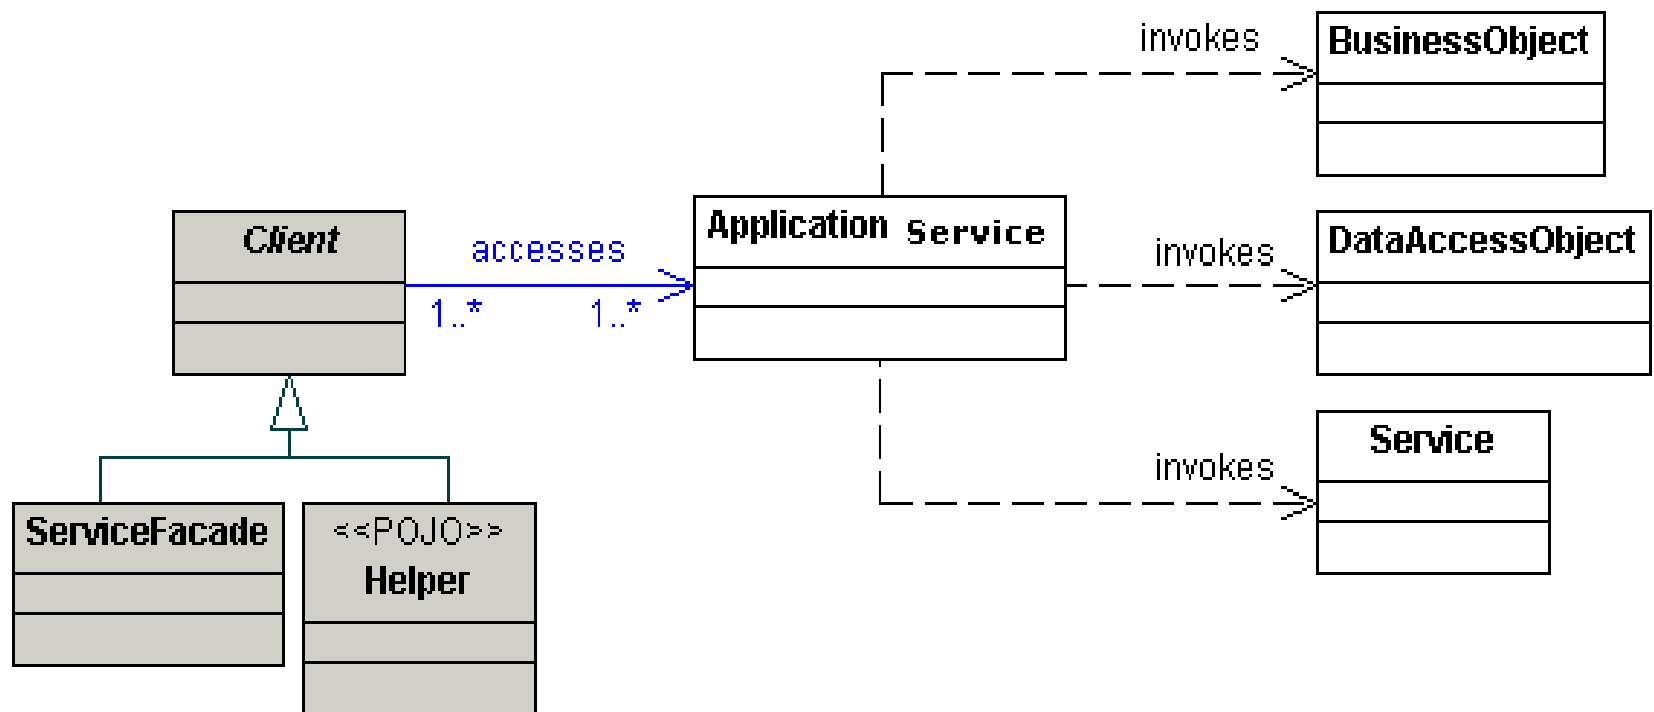 invokes
BusinessObject
Client
accesses
1..*
1..*
Application Service
invokes
DataAccessObject
invokes
Service
ServiceFacade
<<POJO>>
Helper